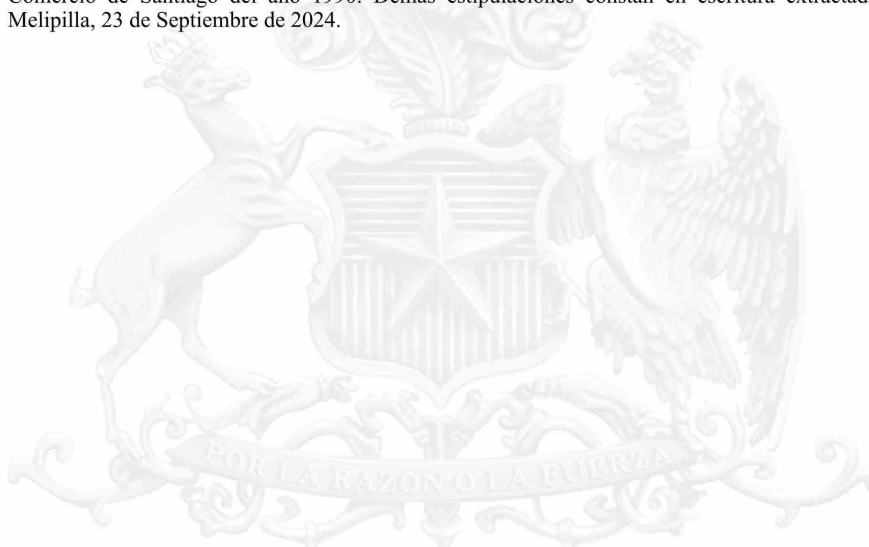 Comercio de Santiago del año 1990. Demás estipulaciones constan en escritura extractad
Melipilla, 23 de Septiembre de 2024.
POR LA RAZÓN O LA FUERZA